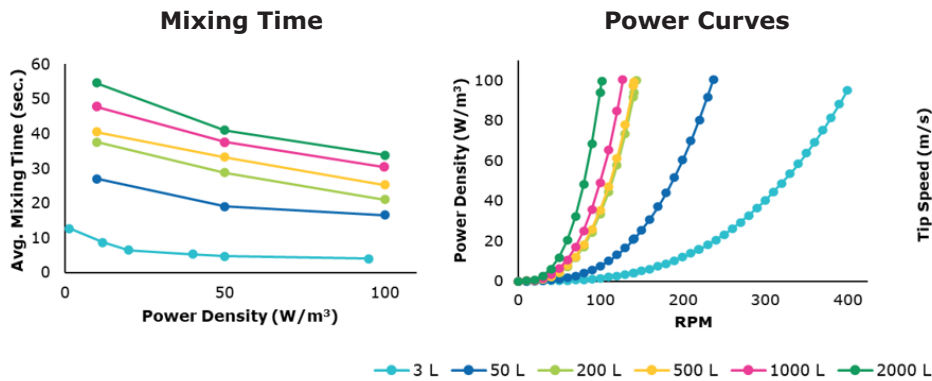 Mixing Time
Power Curves
Avg. Mixing Time (sec.)
60
50
40
30
20
10
0
0
50
100
Power Density (W/m³)
Power Density (W/m³)
100
80
60
40
20
0
0
100
200
300
400
RPM
Tip Speed (m/s)
3 L
50 L
200 L
500 L
1000 L
2000 L